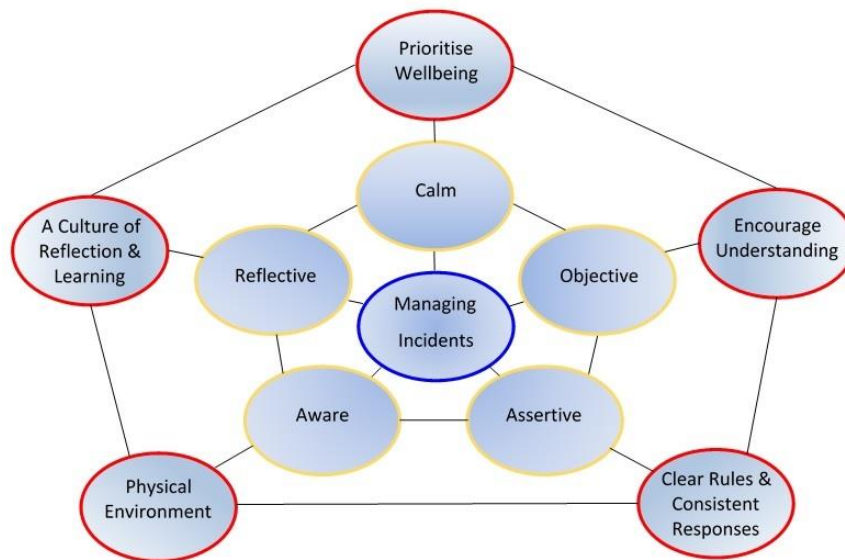 Prioritise
Wellbeing
Calm
A Culture of
Reflection &
Learning
Encourage
Understanding
Reflective
Objective
Managing
Incidents
Aware
Assertive
Physical
Environment
Clear Rules &
Consistent
Responses